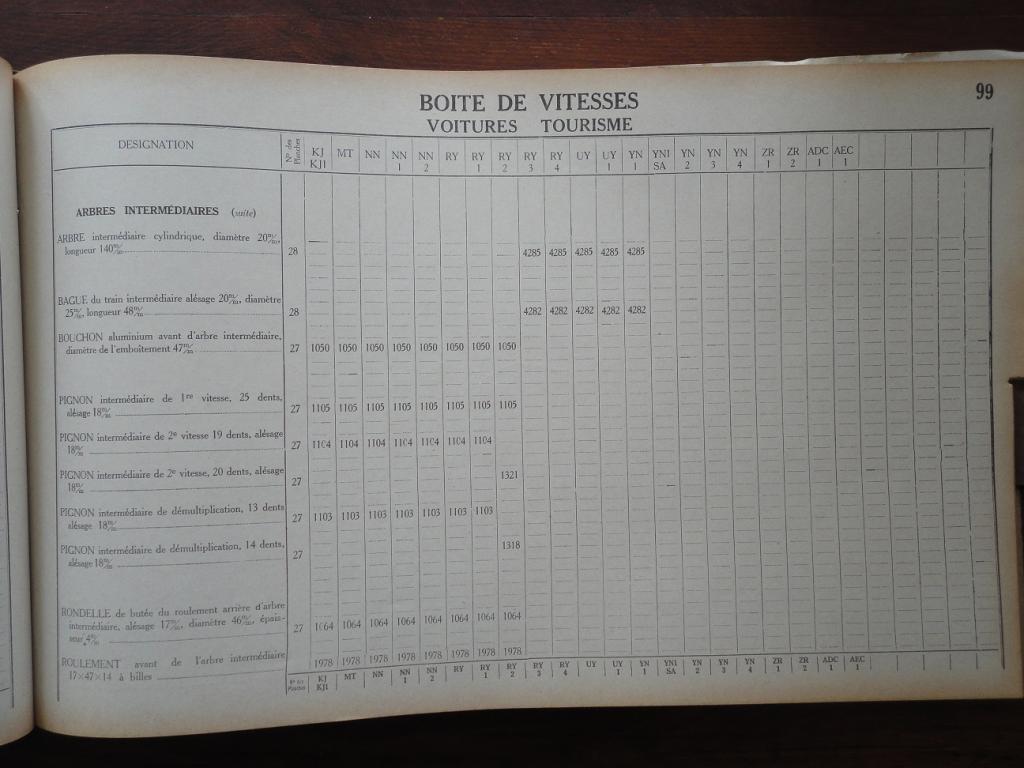 99
BOITE DE VITESSES
VOITURES TOURISME
DESIGNATION Nos des Planches KJ KJ1 MT NN NN 1 NN 2 RY RY 1 RY 2 RY 3 RY 4 UY UY 1 YN 1 YN1 SA YN 2 YN 3 YN 4 ZR 1 ZR 2 ADC 1 AEC 1
ARBRES INTERMÉDIAIRES (suite)
ARBRE intermédiaire cylindrique, diamètre 20m/m,
longueur 140m/m 28 4285 4285 4285 4285 4285
BAGUE du train intermédiaire alésage 20m/m, diamètre
25m/m, longueur 48m/m 28 4282 4282 4282 4282 4282
BOUCHON aluminium avant d'arbre intermédiaire,
diamètre de l'emboîtement 47m/m 27 1050 1050 1050 1050 1050 1050 1050 1050
PIGNON intermédiaire de 1re vitesse, 25 dents,
alésage 18m/m 27 1105 1105 1105 1105 1105 1105 1105 1105
PIGNON intermédiaire de 2e vitesse 19 dents, alésage
18m/m 27 1104 1104 1104 1104 1104 1104 1104
PIGNON intermédiaire de 2e vitesse, 20 dents, alésage
18m/m 27 1321
PIGNON intermédiaire de démultiplication, 13 dents
alésage 18m/m 27 1103 1103 1103 1103 1103 1103 1103
PIGNON intermédiaire de démultiplication, 14 dents,
alésage 18m/m 27 1318
RONDELLE de butée du roulement arrière d'arbre
intermédiaire, alésage 17m/m, diamètre 46m/m, épais-
seur 4m/m 27 1064 1064 1064 1064 1064 1064 1064 1064
ROULEMENT avant de l'arbre intermédiaire
17×47×14 à billes 1978 1978 1978 1978 1978 1978 1978 1978
Nos des Planches KJ KJ1 MT NN NN 1 NN 2 RY RY 1 RY 2 RY 3 RY 4 UY UY 1 YN 1 YN1 SA YN 2 YN 3 YN 4 ZR 1 ZR 2 ADC 1 AEC 1